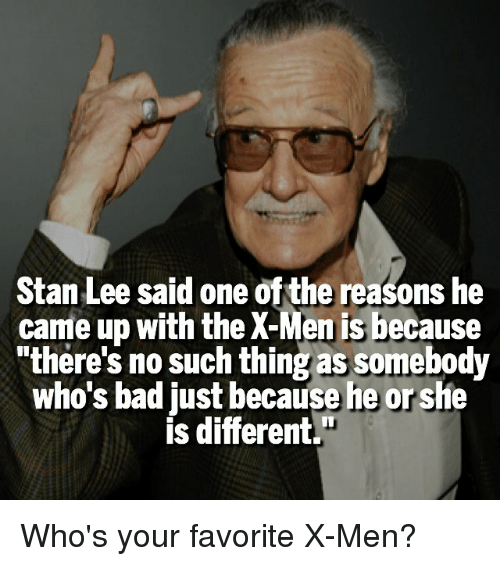 Stan Lee said one of the reasons he
came up with the X-Men is because
"there's no such thing as somebody
who's bad just because he or she
is different."
Who's your favorite X-Men?